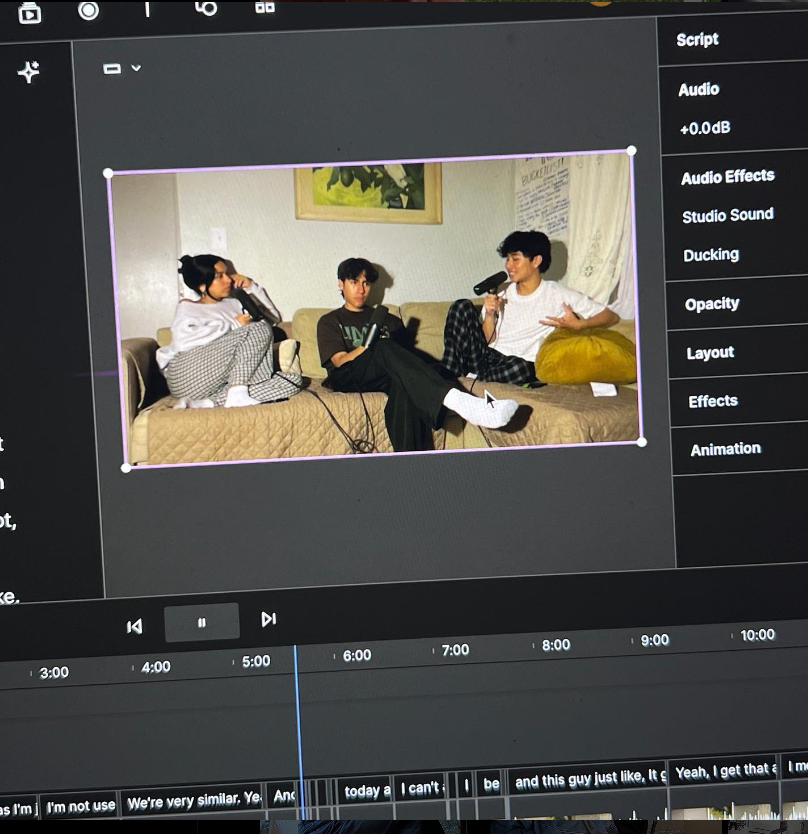 Script
Audio
+0.0dB
Audio Effects
Studio Sound
Ducking
Opacity
Layout
Effects
Animation
BUCKETLIST!
t
n
ot,
ke.
3:00 4:00 5:00 6:00 7:00 8:00 9:00 10:00
as I'm j I'm not use We're very similar, Ye And today a I can't I be and this guy just like, It g Yeah, I get that a I mo